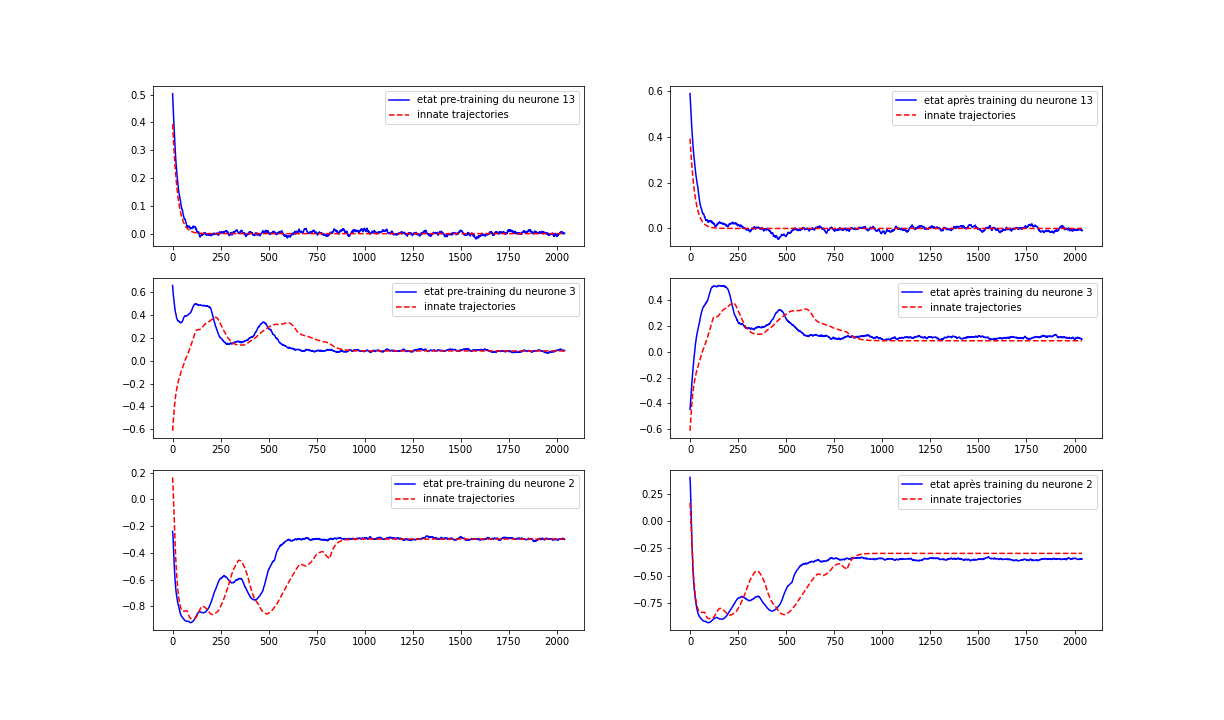 etat pre-training du neurone 13
innate trajectories
0.5
0.4
0.3
0.2
0.1
0.0
0 250 500 750 1000 1250 1500 1750 2000
etat après training du neurone 13
innate trajectories
0.6
0.4
0.2
0.0
0 250 500 750 1000 1250 1500 1750 2000
etat pre-training du neurone 3
innate trajectories
0.6
0.4
0.2
0.0
−0.2
−0.4
−0.6
0 250 500 750 1000 1250 1500 1750 2000
etat après training du neurone 3
innate trajectories
0.4
0.2
0.0
−0.2
−0.4
−0.6
0 250 500 750 1000 1250 1500 1750 2000
etat pre-training du neurone 2
innate trajectories
0.2
0.0
−0.2
−0.4
−0.6
−0.8
0 250 500 750 1000 1250 1500 1750 2000
etat après training du neurone 2
innate trajectories
0.25
0.00
−0.25
−0.50
−0.75
0 250 500 750 1000 1250 1500 1750 2000